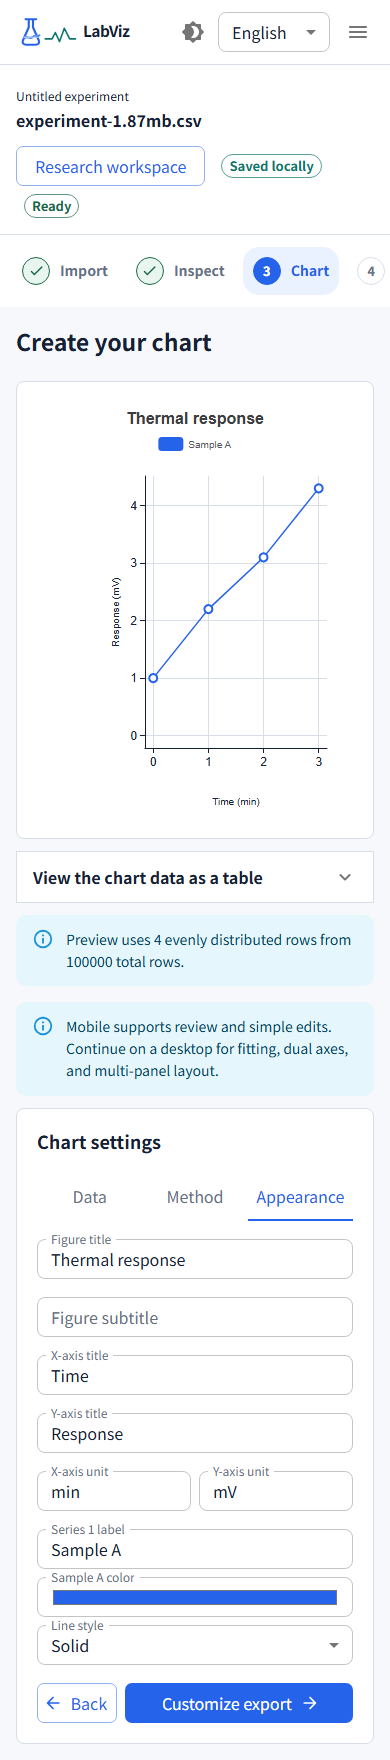 LabViz
English
Untitled experiment
experiment-1.87mb.csv
Research workspace
Saved locally
Ready
Import
Inspect
3 Chart
4
Create your chart
Thermal response
Sample A
4
3
2
1
0
Response (mV)
0 1 2 3
Time (min)
View the chart data as a table
Preview uses 4 evenly distributed rows from
100000 total rows.
Mobile supports review and simple edits.
Continue on a desktop for fitting, dual axes,
and multi-panel layout.
Chart settings
Data Method Appearance
Figure title
Thermal response
Figure subtitle
X-axis title
Time
Y-axis title
Response
X-axis unit
min
Y-axis unit
mV
Series 1 label
Sample A
Sample A color
Line style
Solid
Back
Customize export